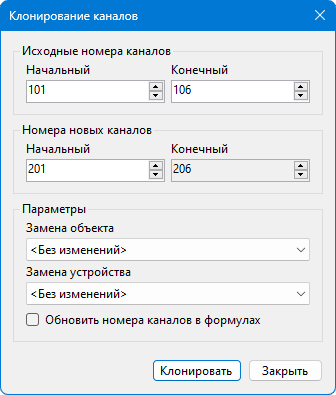 Клонирование каналов
Исходные номера каналов
Начальный Конечный
101 106
Номера новых каналов
Начальный Конечный
201 206
Параметры
Замена объекта
<Без изменений>
Замена устройства
<Без изменений>
Обновить номера каналов в формулах
Клонировать Закрыть